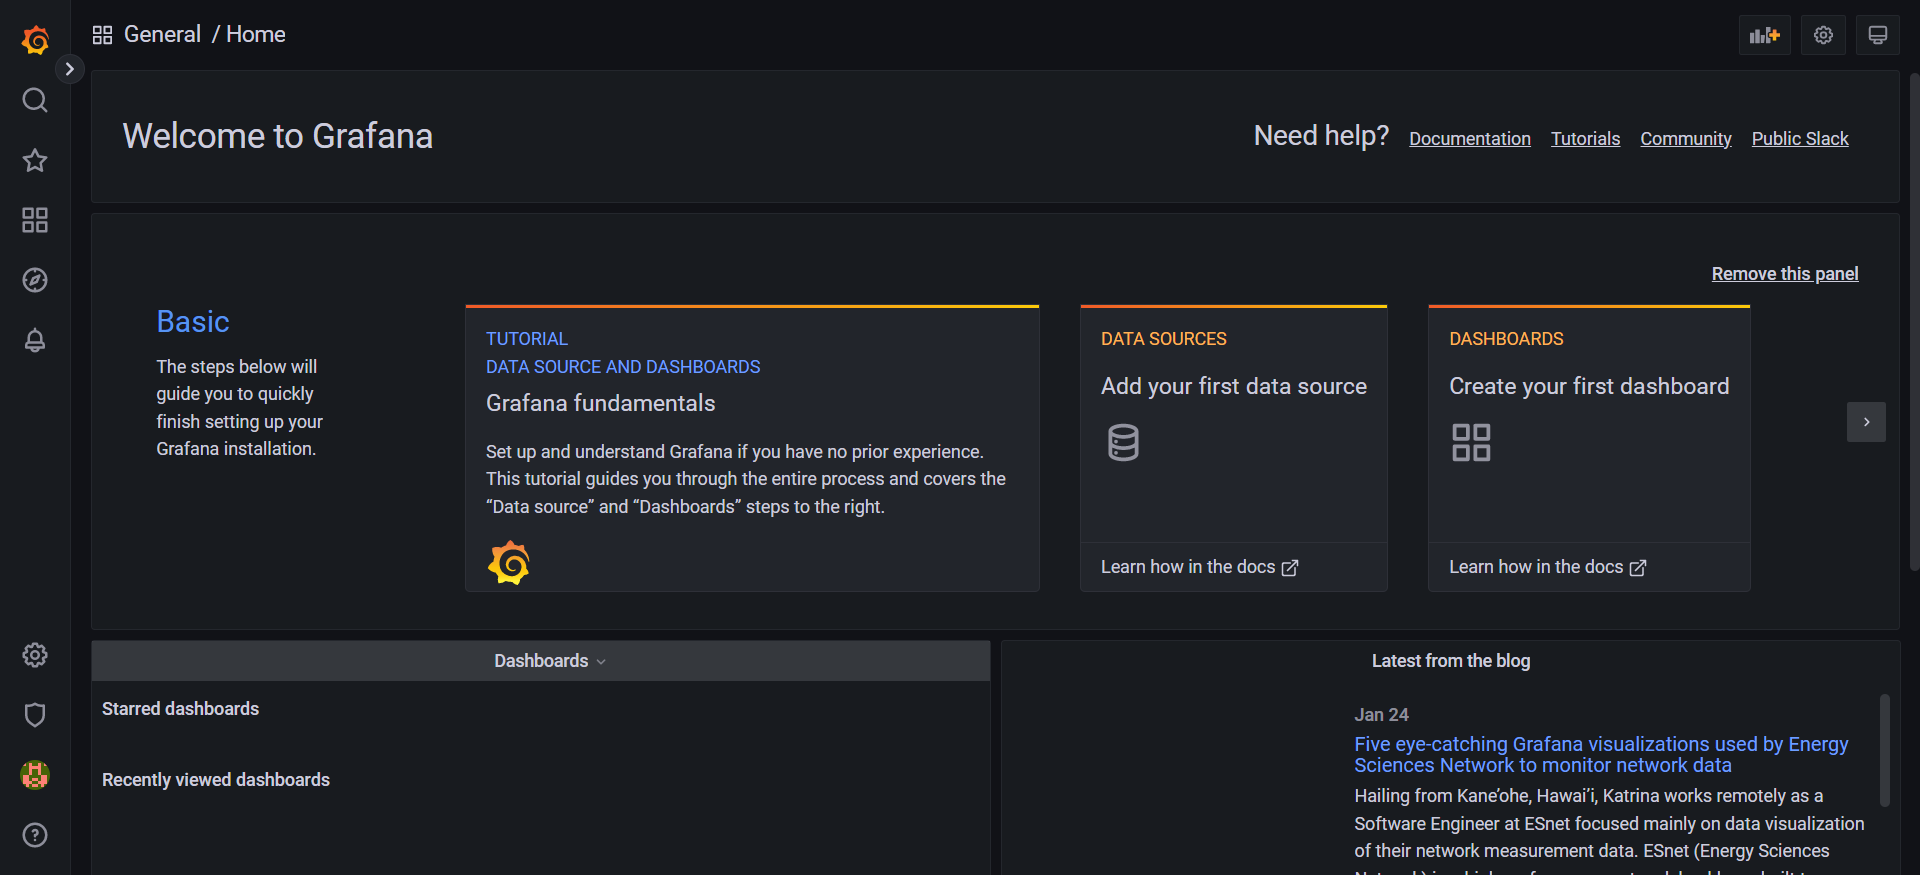 General / Home
Welcome to Grafana
Need help? Documentation Tutorials Community Public Slack
Remove this panel
Basic
The steps below will
guide you to quickly
finish setting up your
Grafana installation.
TUTORIAL
DATA SOURCE AND DASHBOARDS
Grafana fundamentals
Set up and understand Grafana if you have no prior experience.
This tutorial guides you through the entire process and covers the
“Data source” and “Dashboards” steps to the right.
DATA SOURCES
Add your first data source
Learn how in the docs
DASHBOARDS
Create your first dashboard
Learn how in the docs
Dashboards
Starred dashboards
Recently viewed dashboards
Latest from the blog
Jan 24
Five eye-catching Grafana visualizations used by Energy
Sciences Network to monitor network data
Hailing from Kane’ohe, Hawai’i, Katrina works remotely as a
Software Engineer at ESnet focused mainly on data visualization
of their network measurement data. ESnet (Energy Sciences